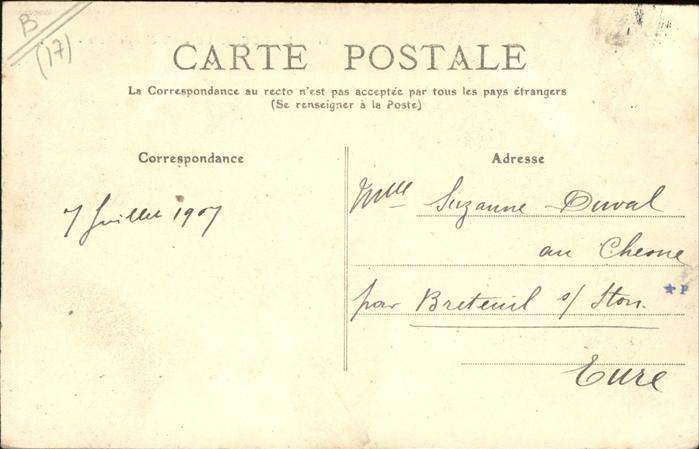 B
(17)
CARTE POSTALE
La Correspondance au recto n'est pas acceptée par tous les pays étrangers
(Se renseigner à la Poste)
Correspondance
7 Juillet 1907
Adresse
Mlle Suzanne Duval
au Chesne
par Breteuil s/ Iton
★ P
Eure